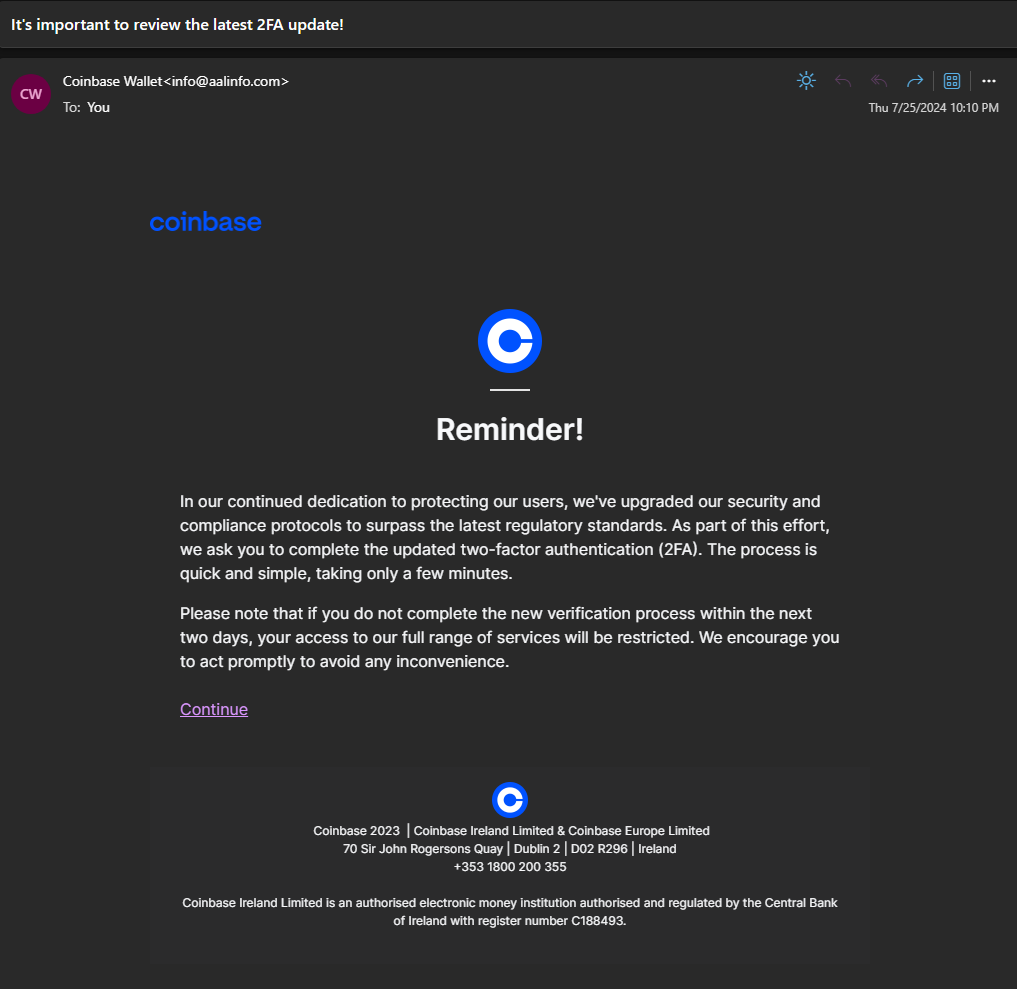 It's important to review the latest 2FA update!
CW
Coinbase Wallet<info@aalinfo.com>
To: You
Thu 7/25/2024 10:10 PM
coinbase
Reminder!
In our continued dedication to protecting our users, we've upgraded our security and
compliance protocols to surpass the latest regulatory standards. As part of this effort,
we ask you to complete the updated two-factor authentication (2FA). The process is
quick and simple, taking only a few minutes.
Please note that if you do not complete the new verification process within the next
two days, your access to our full range of services will be restricted. We encourage you
to act promptly to avoid any inconvenience.
Continue
Coinbase 2023 | Coinbase Ireland Limited & Coinbase Europe Limited
70 Sir John Rogersons Quay | Dublin 2 | D02 R296 | Ireland
+353 1800 200 355
Coinbase Ireland Limited is an authorised electronic money institution authorised and regulated by the Central Bank
of Ireland with register number C188493.